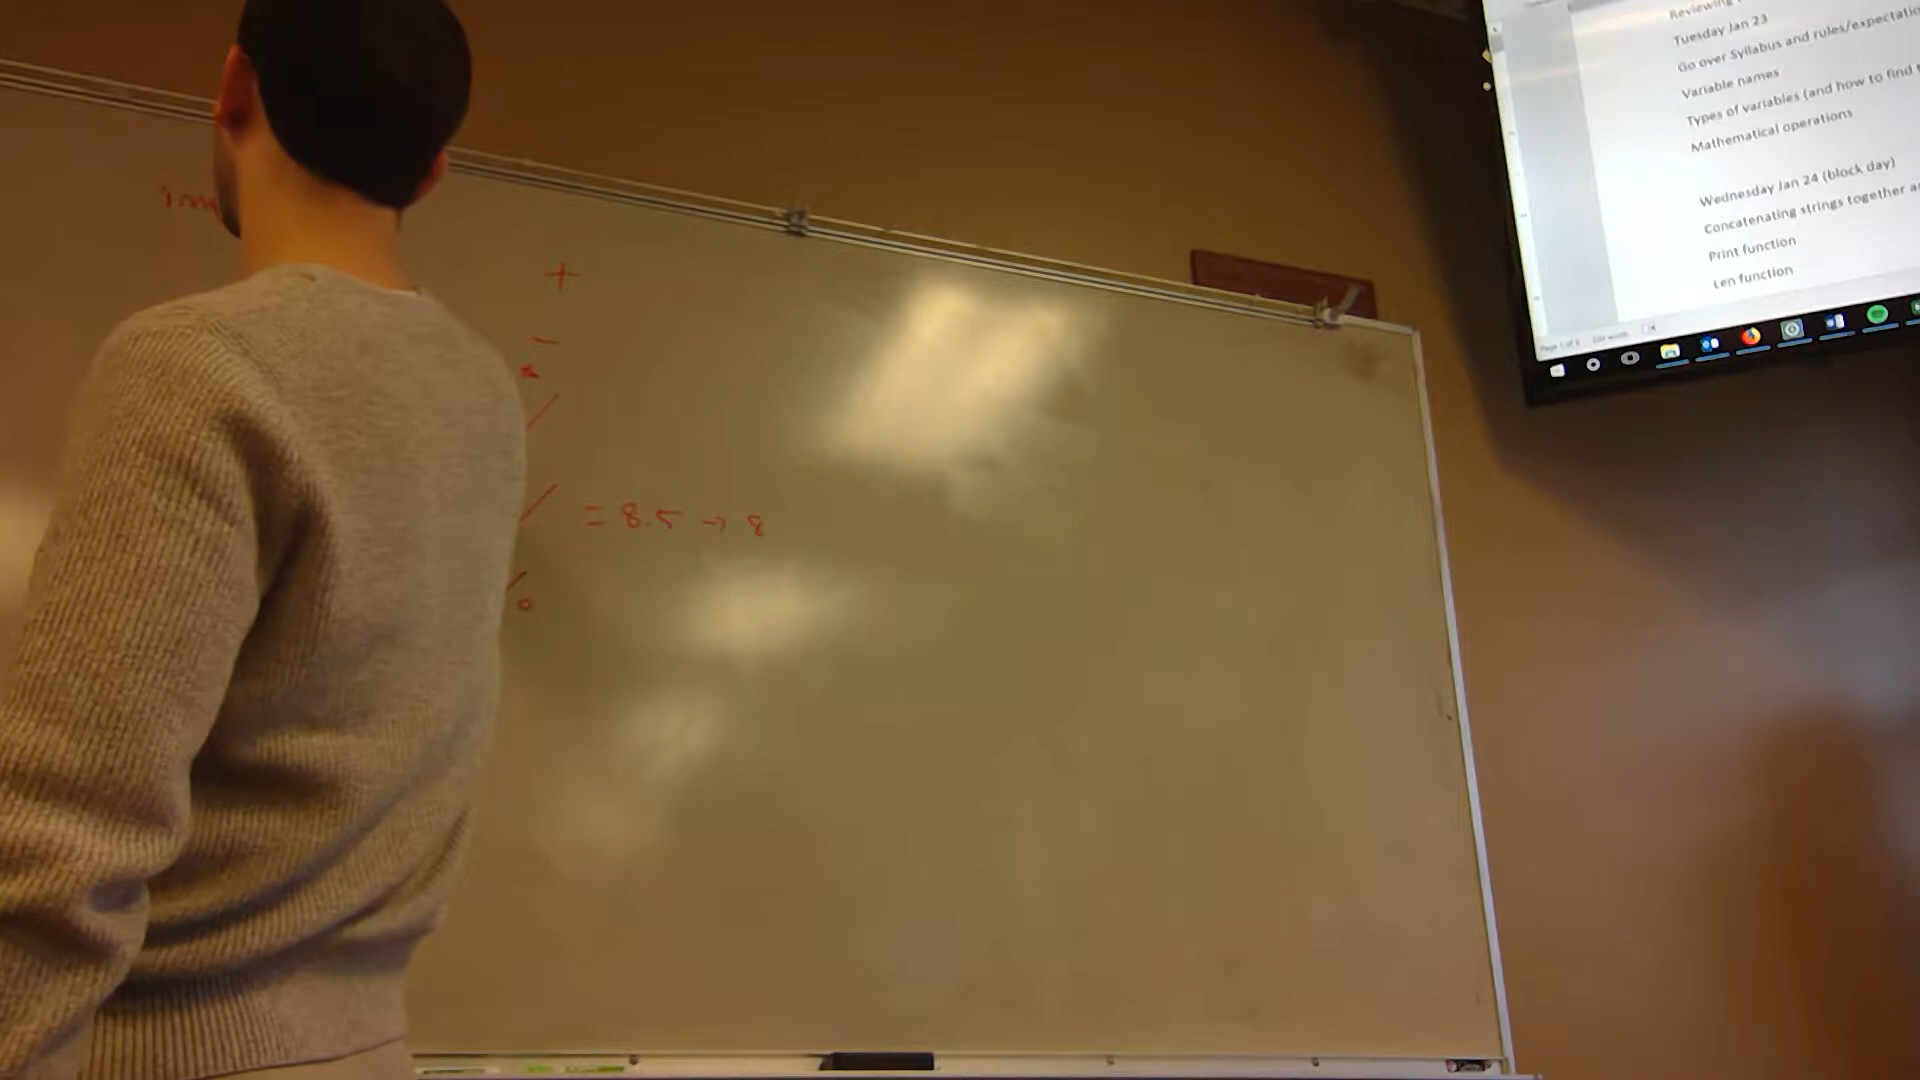 +
-
*
/
/ = 8.5 → 8
%
Tuesday Jan 23
Go over Syllabus and rules/
Variable names
Types of variables (and how to find
Mathematical operations
Wednesday Jan 24 (block day)
Concatenating strings together
Print function
Len function